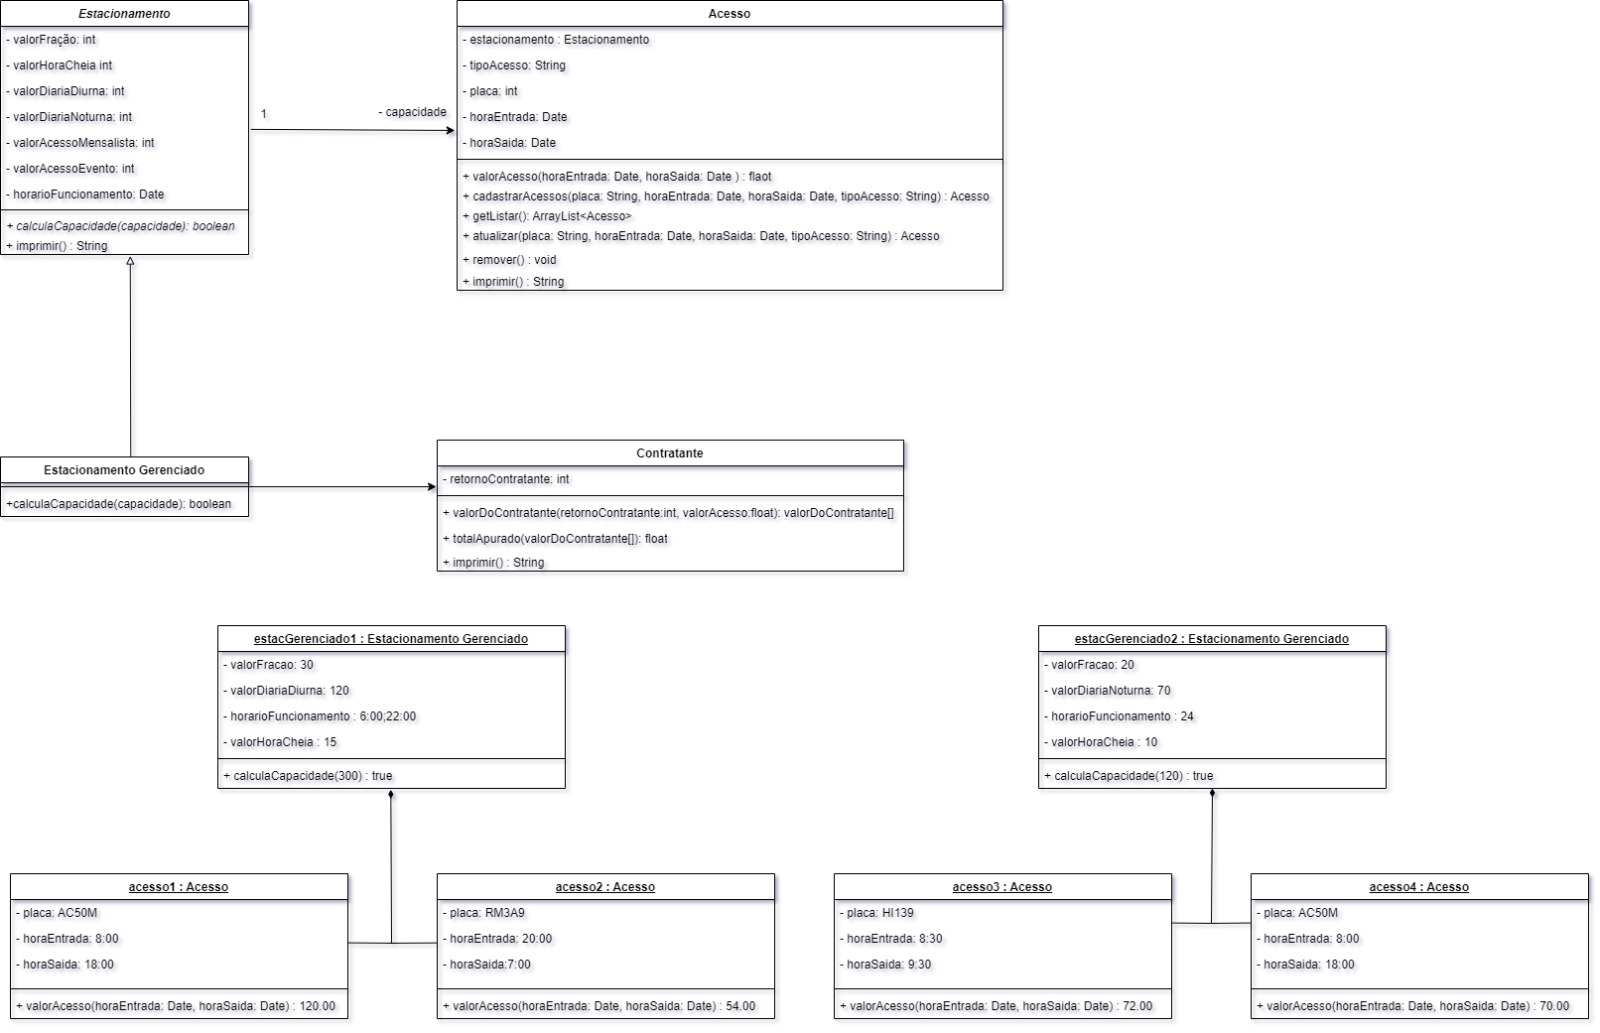 Estacionamento
- valorFração: int
- valorHoraCheia int
- valorDiariaDiurna: int
- valorDiariaNoturna: int
- valorAcessoMensalista: int
- valorAcessoEvento: int
- horarioFuncionamento: Date
+ calculaCapacidade(capacidade): boolean
+ imprimir() : String
1
- capacidade
Acesso
- estacionamento : Estacionamento
- tipoAcesso: String
- placa: int
- horaEntrada: Date
- horaSaida: Date
+ valorAcesso(horaEntrada: Date, horaSaida: Date ) : flaot
+ cadastrarAcessos(placa: String, horaEntrada: Date, horaSaida: Date, tipoAcesso: String) : Acesso
+ getListar(): ArrayList<Acesso>
+ atualizar(placa: String, horaEntrada: Date, horaSaida: Date, tipoAcesso: String) : Acesso
+ remover() : void
+ imprimir() : String
Estacionamento Gerenciado
+calculaCapacidade(capacidade): boolean
Contratante
- retornoContratante: int
+ valorDoContratante(retornoContratante:int, valorAcesso:float): valorDoContratante[]
+ totalApurado(valorDoContratante[]): float
+ imprimir() : String
estacGerenciado1 : Estacionamento Gerenciado
- valorFracao: 30
- valorDiariaDiurna: 120
- horarioFuncionamento : 6:00;22:00
- valorHoraCheia : 15
+ calculaCapacidade(300) : true
estacGerenciado2 : Estacionamento Gerenciado
- valorFracao: 20
- valorDiariaNoturna: 70
- horarioFuncionamento : 24
- valorHoraCheia : 10
+ calculaCapacidade(120) : true
acesso1 : Acesso
- placa: AC50M
- horaEntrada: 8:00
- horaSaida: 18:00
+ valorAcesso(horaEntrada: Date, horaSaida: Date) : 120.00
acesso2 : Acesso
- placa: RM3A9
- horaEntrada: 20:00
- horaSaida:7:00
+ valorAcesso(horaEntrada: Date, horaSaida: Date) : 54.00
acesso3 : Acesso
- placa: HI139
- horaEntrada: 8:30
- horaSaida: 9:30
+ valorAcesso(horaEntrada: Date, horaSaida: Date) : 72.00
acesso4 : Acesso
- placa: AC50M
- horaEntrada: 8:00
- horaSaida: 18:00
+ valorAcesso(horaEntrada: Date, horaSaida: Date) : 70.00